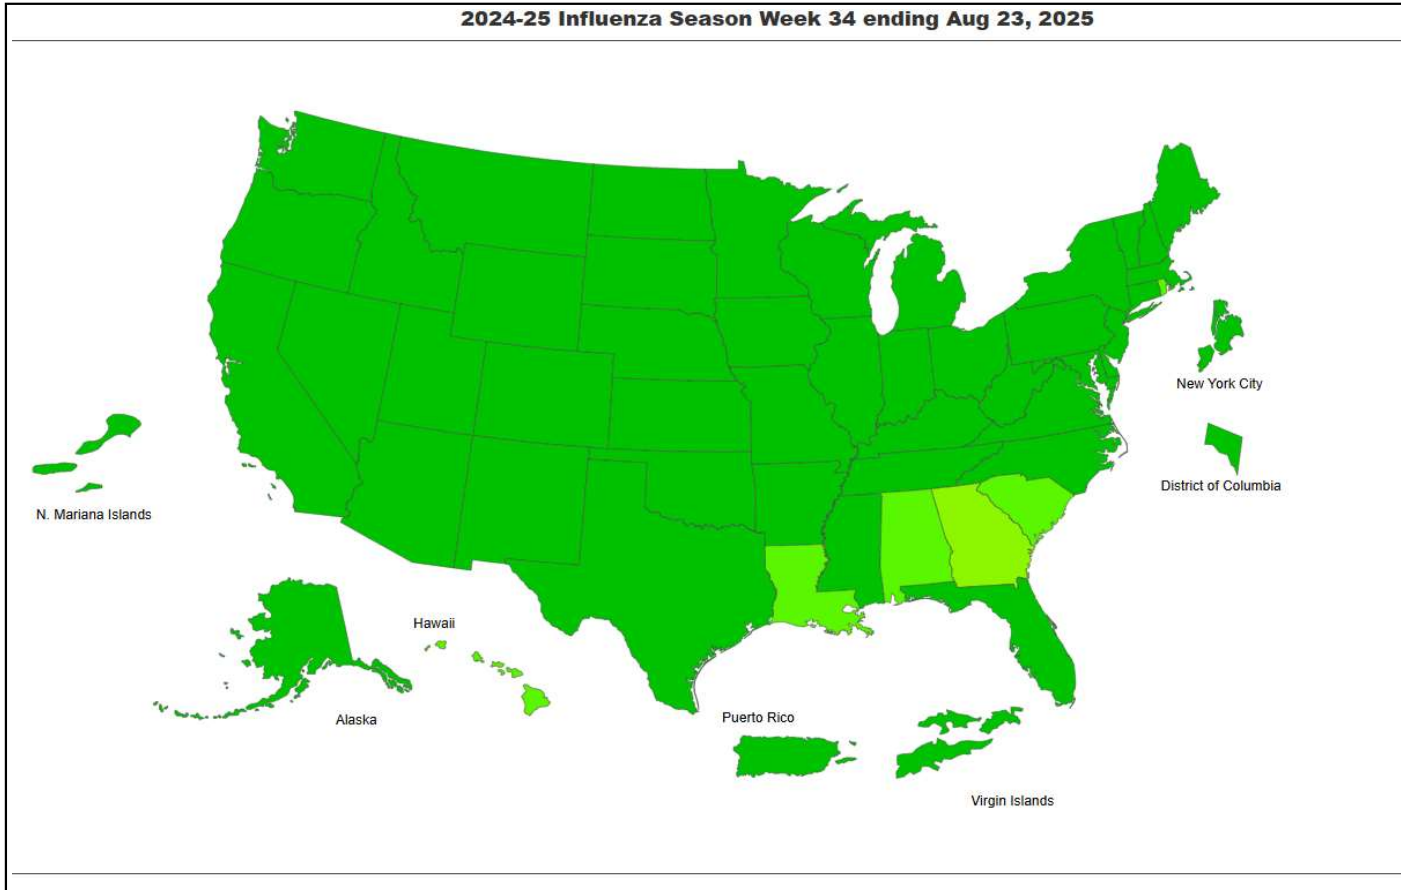 2024-25 Influenza Season Week 34 ending Aug 23, 2025
New York City
District of Columbia
N. Mariana Islands
Hawaii
Alaska
Puerto Rico
Virgin Islands